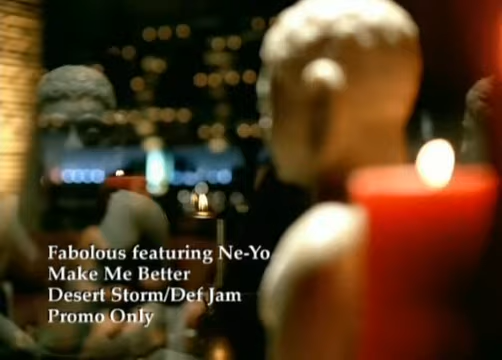 Fabolous featuring Ne-Yo
Make Me Better
Desert Storm/Def Jam
Promo Only